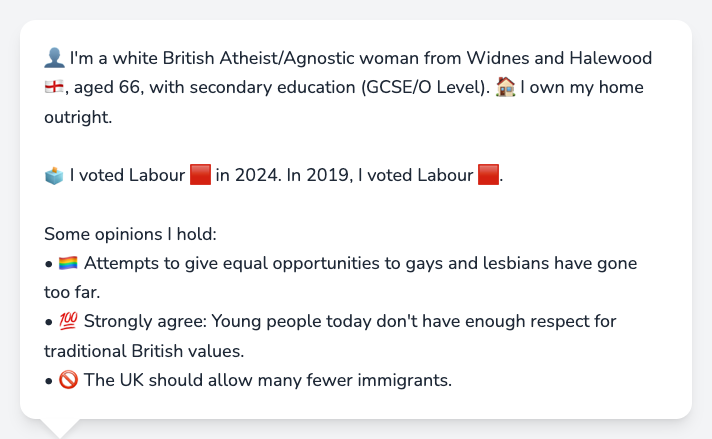 👤 I'm a white British Atheist/Agnostic woman from Widnes and Halewood
🏴󠁧󠁢󠁥󠁮󠁧󠁿, aged 66, with secondary education (GCSE/O Level). 🏠 I own my home
outright.
🗳️ I voted Labour 🟥 in 2024. In 2019, I voted Labour 🟥.
Some opinions I hold:
• 🏳️‍🌈 Attempts to give equal opportunities to gays and lesbians have gone
too far.
• 💯 Strongly agree: Young people today don't have enough respect for
traditional British values.
• 🚫 The UK should allow many fewer immigrants.